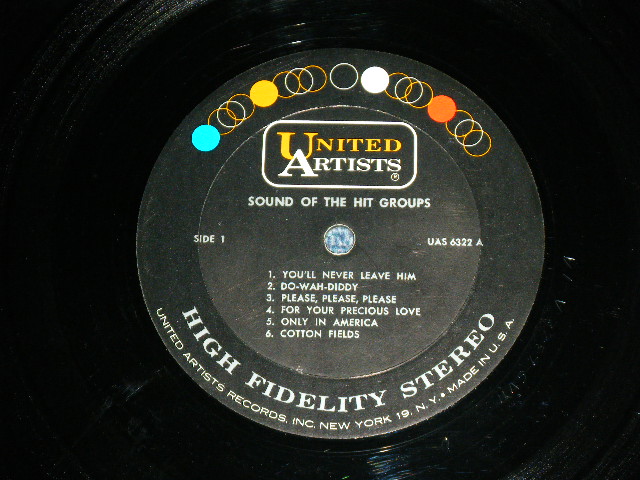 UNITED
ARTISTS
®
SOUND OF THE HIT GROUPS
SIDE 1
UAS 6322 A
1. YOU'LL NEVER LEAVE HIM
2. DO-WAH-DIDDY
3. PLEASE, PLEASE, PLEASE
4. FOR YOUR PRECIOUS LOVE
5. ONLY IN AMERICA
6. COTTON FIELDS
HIGH FIDELITY STEREO
UNITED ARTISTS RECORDS, INC. NEW YORK 19, N.Y. • MADE IN U.S.A.